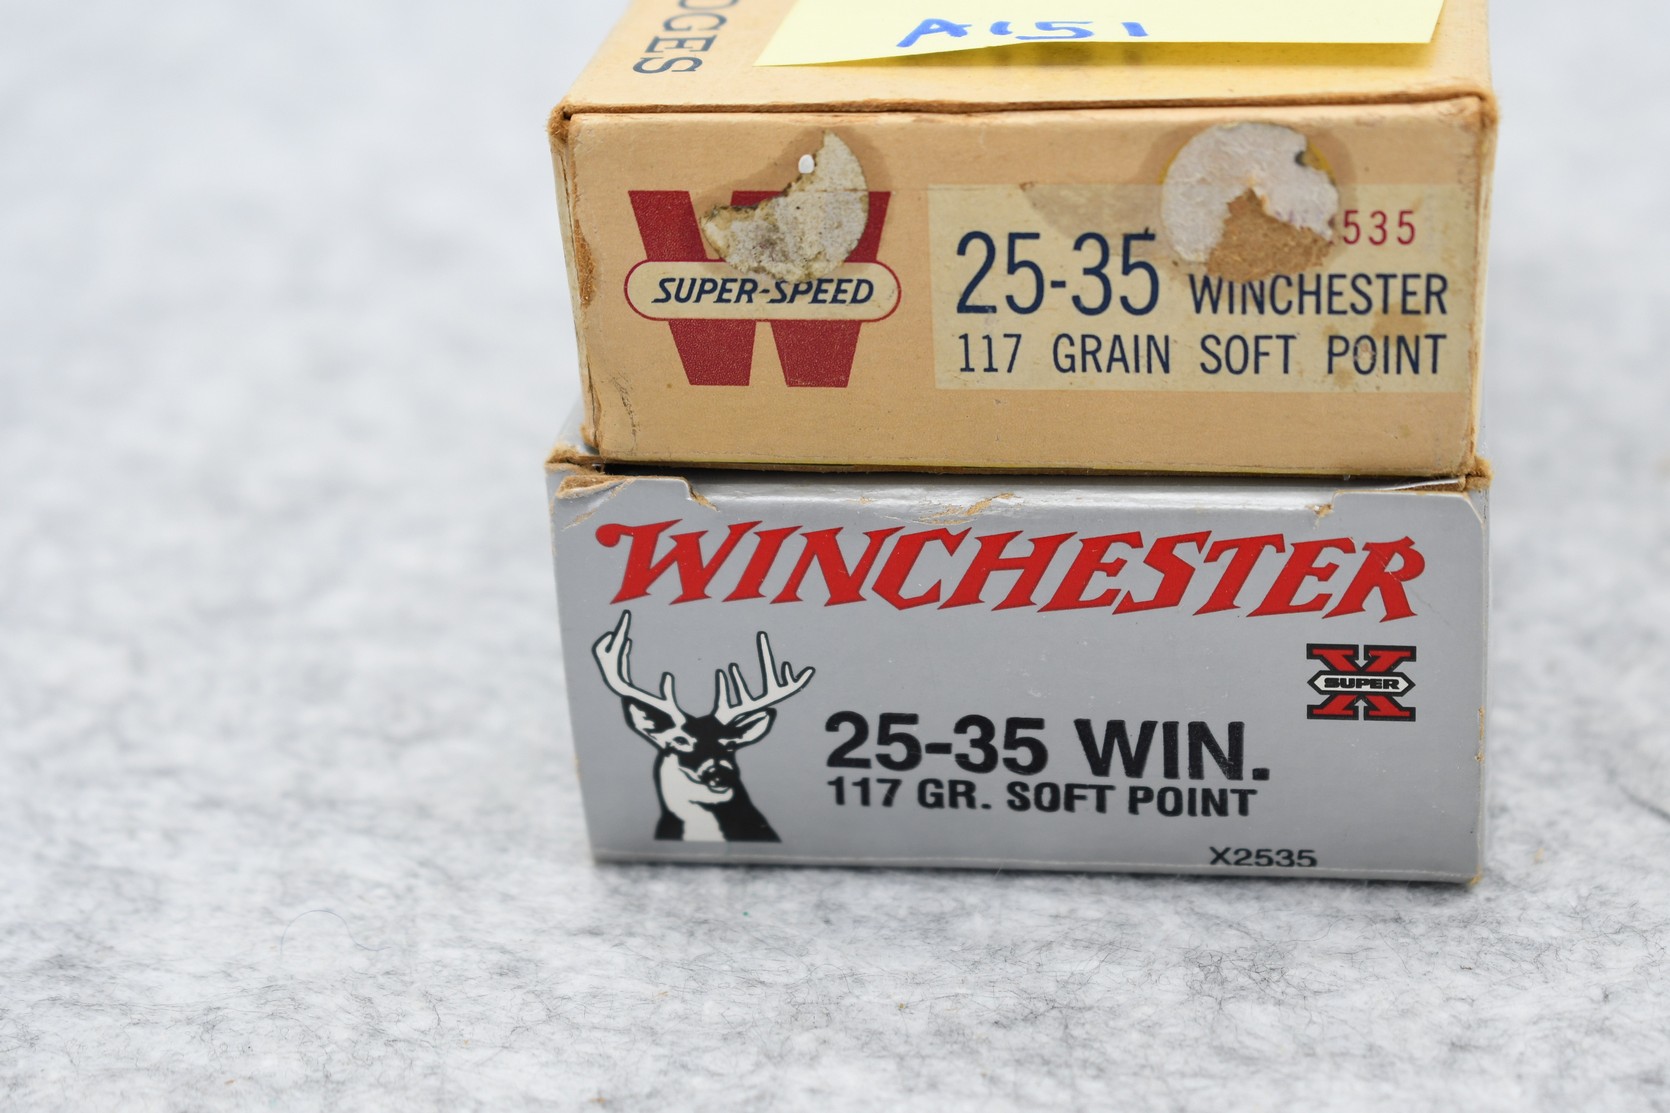 A151
SUPER-SPEED
535
25-35 WINCHESTER
117 GRAIN SOFT POINT
WINCHESTER
SUPER X
25-35 WIN.
117 GR. SOFT POINT
X2535